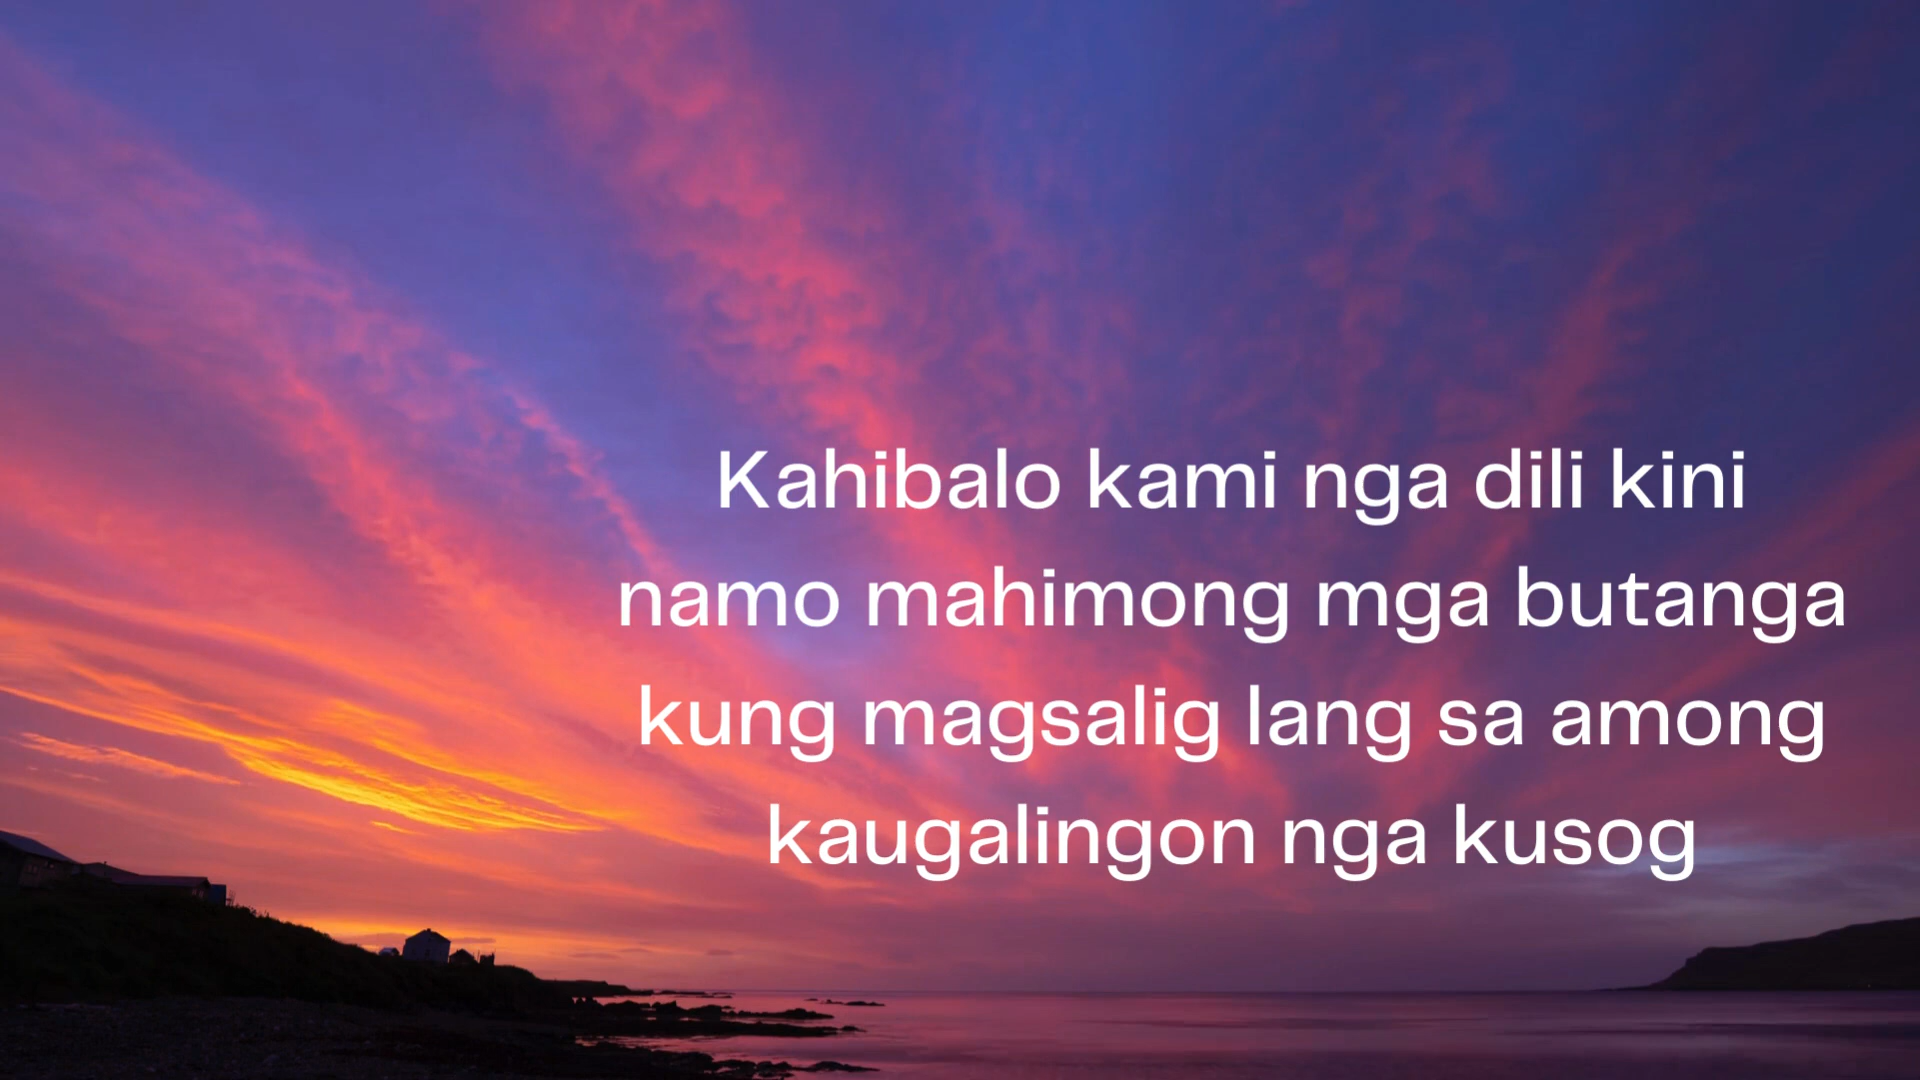 Kahibalo kami nga dili kini
namo mahimong mga butanga
kung magsalig lang sa among
kaugalingon nga kusog